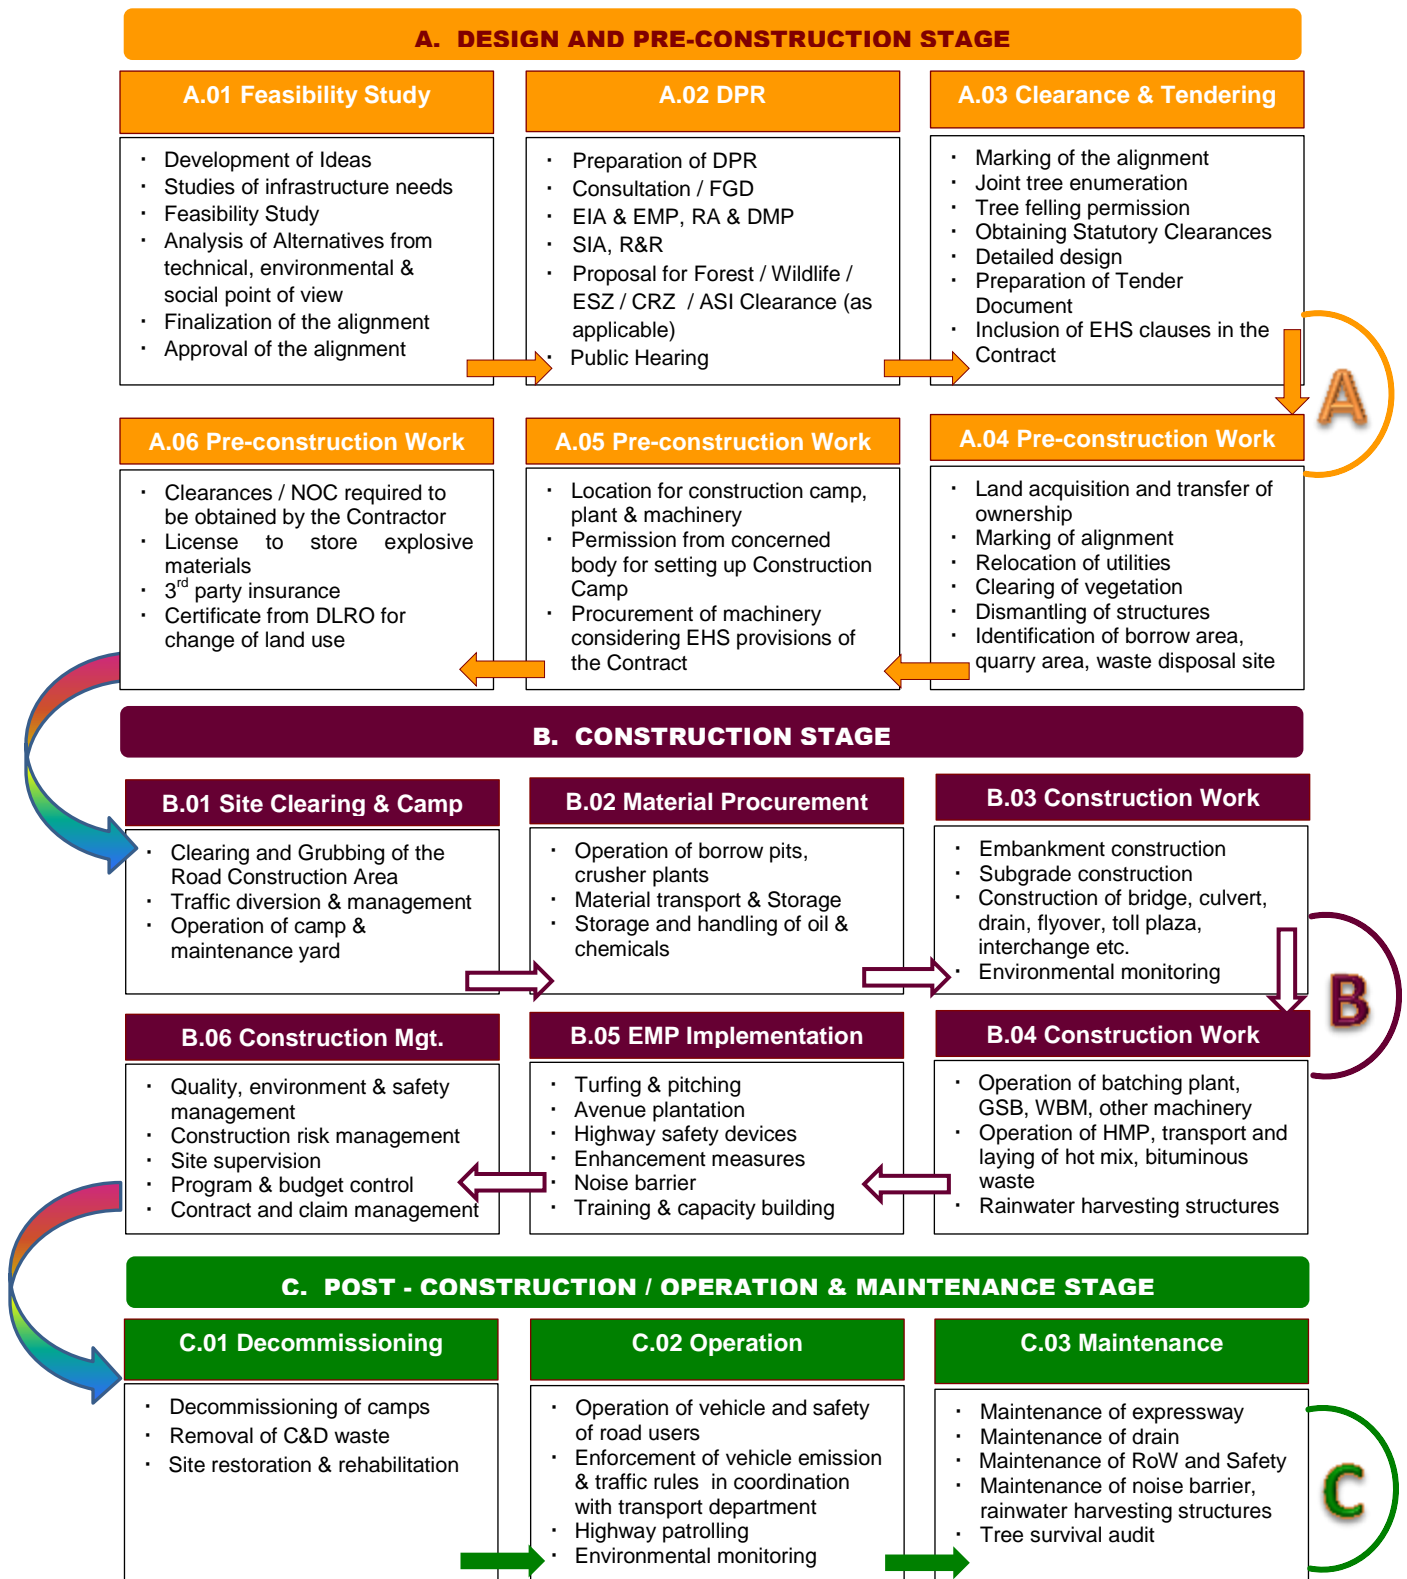 A. DESIGN AND PRE-CONSTRUCTION STAGE
A.01 Feasibility Study
· Development of Ideas
· Studies of infrastructure needs
· Feasibility Study
· Analysis of Alternatives from
technical, environmental &
social point of view
· Finalization of the alignment
· Approval of the alignment
A.02 DPR
· Preparation of DPR
· Consultation / FGD
· EIA & EMP, RA & DMP
· SIA, R&R
· Proposal for Forest / Wildlife /
ESZ / CRZ / ASI Clearance (as
applicable)
· Public Hearing
A.03 Clearance & Tendering
· Marking of the alignment
· Joint tree enumeration
· Tree felling permission
· Obtaining Statutory Clearances
· Detailed design
· Preparation of Tender
Document
· Inclusion of EHS clauses in the
Contract
A
A.06 Pre-construction Work
· Clearances / NOC required to
be obtained by the Contractor
· License to store explosive
materials
· 3rd party insurance
· Certificate from DLRO for
change of land use
A.05 Pre-construction Work
· Location for construction camp,
plant & machinery
· Permission from concerned
body for setting up Construction
Camp
· Procurement of machinery
considering EHS provisions of
the Contract
A.04 Pre-construction Work
· Land acquisition and transfer of
ownership
· Marking of alignment
· Relocation of utilities
· Clearing of vegetation
· Dismantling of structures
· Identification of borrow area,
quarry area, waste disposal site
B. CONSTRUCTION STAGE
B.01 Site Clearing & Camp
· Clearing and Grubbing of the
Road Construction Area
· Traffic diversion & management
· Operation of camp &
maintenance yard
B.02 Material Procurement
· Operation of borrow pits,
crusher plants
· Material transport & Storage
· Storage and handling of oil &
chemicals
B.03 Construction Work
· Embankment construction
· Subgrade construction
· Construction of bridge, culvert,
drain, flyover, toll plaza,
interchange etc.
· Environmental monitoring
B
B.06 Construction Mgt.
· Quality, environment & safety
management
· Construction risk management
· Site supervision
· Program & budget control
· Contract and claim management
B.05 EMP Implementation
· Turfing & pitching
· Avenue plantation
· Highway safety devices
· Enhancement measures
· Noise barrier
· Training & capacity building
B.04 Construction Work
· Operation of batching plant,
GSB, WBM, other machinery
· Operation of HMP, transport and
laying of hot mix, bituminous
waste
· Rainwater harvesting structures
C. POST - CONSTRUCTION / OPERATION & MAINTENANCE STAGE
C.01 Decommissioning
· Decommissioning of camps
· Removal of C&D waste
· Site restoration & rehabilitation
C.02 Operation
· Operation of vehicle and safety
of road users
· Enforcement of vehicle emission
& traffic rules in coordination
with transport department
· Highway patrolling
· Environmental monitoring
C.03 Maintenance
· Maintenance of expressway
· Maintenance of drain
· Maintenance of RoW and Safety
· Maintenance of noise barrier,
rainwater harvesting structures
· Tree survival audit
C